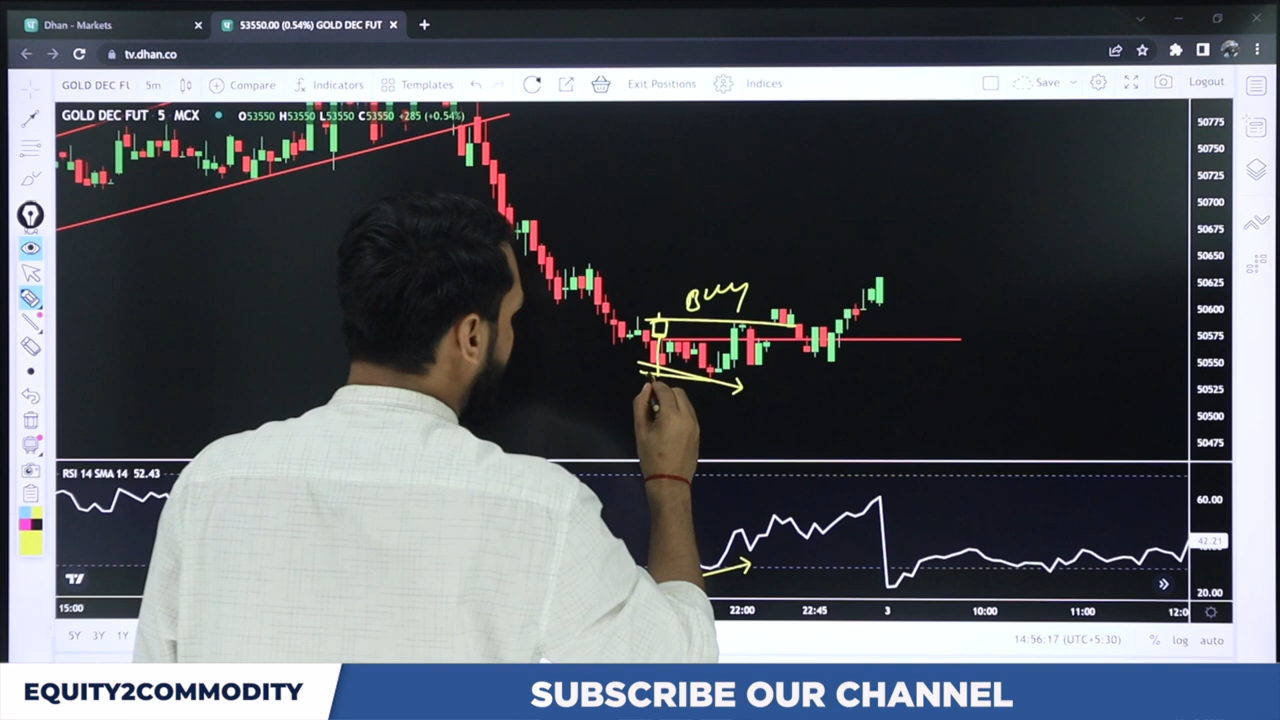 Dhan - Markets
53550.00 (0.54%) GOLD DEC FUT
tv.dhan.co
GOLD DEC FU 5m Compare Indicators Templates Exit Positions Indices Save Logout
GOLD DEC FUT 5 MCX O53550 H53550 L53550 C53550 +285 (+0.54%)
50775
50750
50725
50700
50675
50650
50625
50600
50575
50550
50525
50500
50475
BUY
RSI 14 SMA 14 52.43
60.00
42.21
20.00
15:00 22:00 22:45 3 10:00 11:00 12:0
5Y 3Y 1Y 14:56:17 (UTC+5:30) % log auto
EQUITY2COMMODITY
SUBSCRIBE OUR CHANNEL